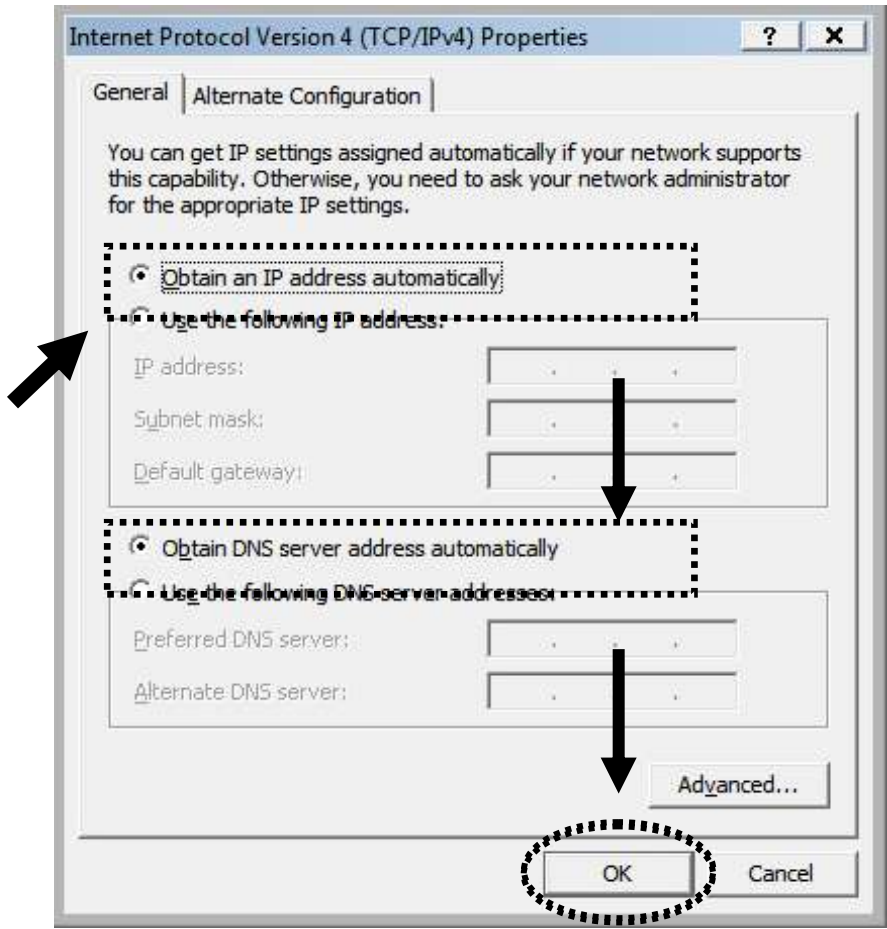 Internet Protocol Version 4 (TCP/IPv4) Properties
General
Alternate Configuration
You can get IP settings assigned automatically if your network supports
this capability. Otherwise, you need to ask your network administrator
for the appropriate IP settings.
Obtain an IP address automatically
Use the following IP address:
IP address:
Subnet mask:
Default gateway:
Obtain DNS server address automatically
Use the following DNS server addresses:
Preferred DNS server:
Alternate DNS server:
Advanced...
OK
Cancel